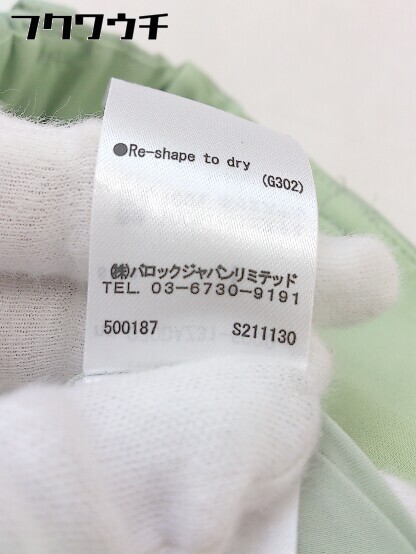 フクワウチ
●Re-shape to dry
(G302)
㈱バロックジャパンリミテッド
TEL. 03-6730-9191
500187 S211130